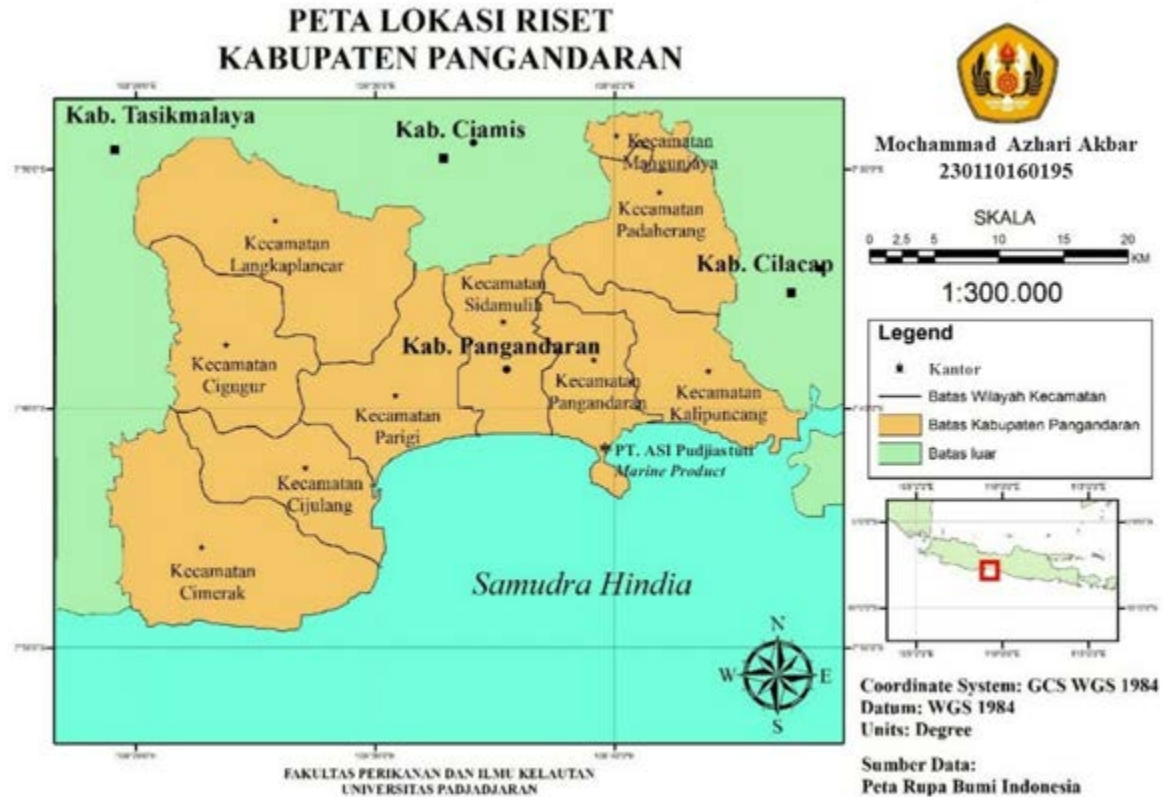 PETA LOKASI RISET
KABUPATEN PANGANDARAN
Mochammad Azhari Akbar
230110160195
SKALA
0 2.5 5 10 15 20
KM
1:300.000
Legend
Kantor
Batas Wilayah Kecamatan
Batas Kabupaten Pangandaran
Batas luar
Kab. Tasikmalaya
Kab. Ciamis
Kecamatan
Mangunjaya
Kecamatan
Padaherang
Kecamatan
Langkaplancar
Kab. Cilacap
Kecamatan
Sidamulih
Kab. Pangandaran
Kecamatan
Cigugur
Kecamatan
Parigi
Kecamatan
Pangandaran
Kecamatan
Kalipuncang
PT. ASI Pudjiastuti
Marine Product
Kecamatan
Cijulang
Kecamatan
Cimerak
Samudra Hindia
N
W E
S
Coordinate System: GCS WGS 1984
Datum: WGS 1984
Units: Degree
Sumber Data:
Peta Rupa Bumi Indonesia
FAKULTAS PERIKANAN DAN ILMU KELAUTAN
UNIVERSITAS PADJADJARAN